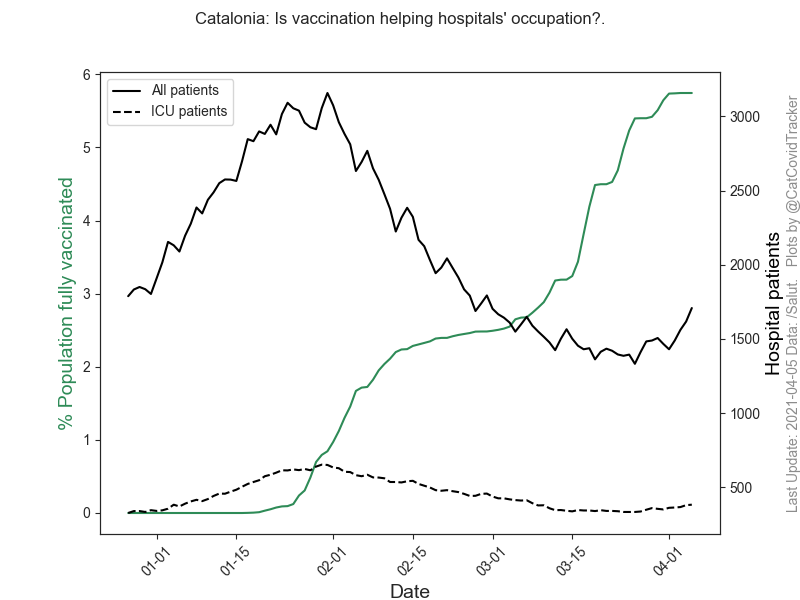 Catalonia: Is vaccination helping hospitals' occupation?.
All patients
ICU patients
% Population fully vaccinated
6
5
4
3
2
1
0
3000
2500
2000
1500
1000
500
Hospital patients
Last Update: 2021-04-05 Data: /Salut. Plots by @CatCovidTracker
01-01
01-15
02-01
02-15
03-01
03-15
04-01
Date